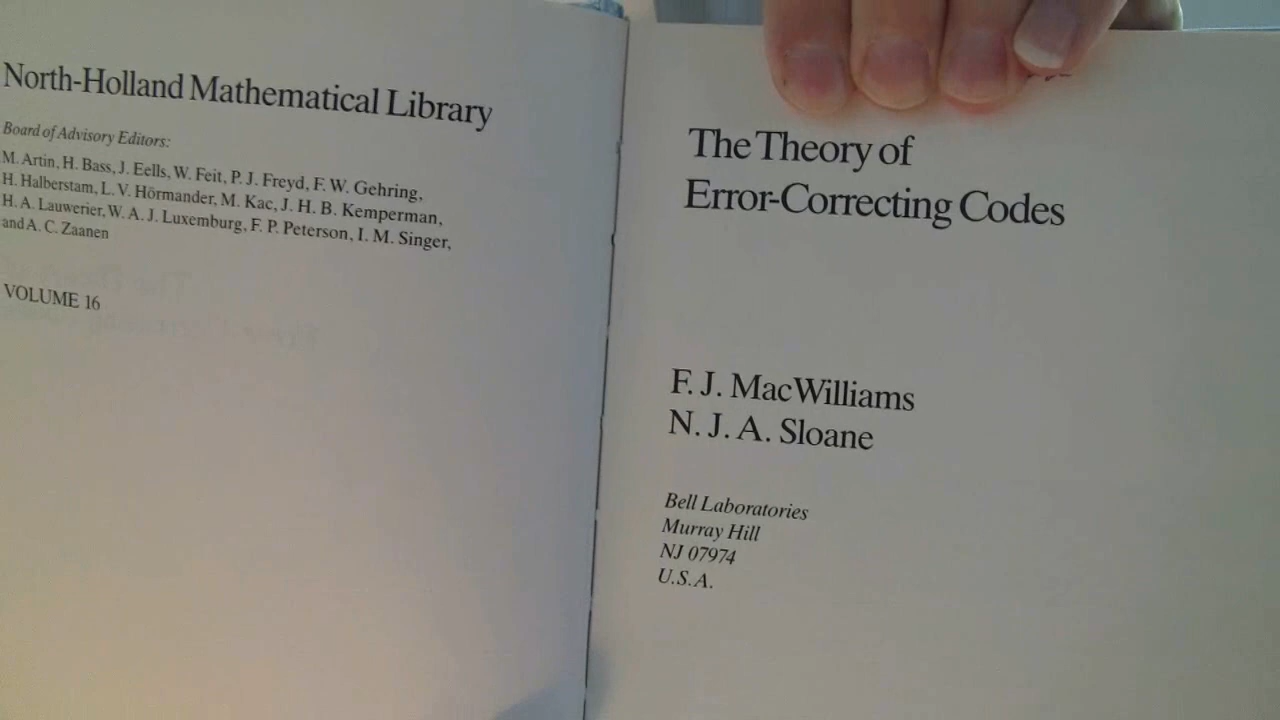 North-Holland Mathematical Library
Board of Advisory Editors:
M. Artin, H. Bass, J. Eells, W. Feit, P. J. Freyd, F. W. Gehring,
H. Halberstam, L. V. Hörmander, M. Kac, J. H. B. Kemperman,
H. A. Lauwerier, W. A. J. Luxemburg, F. P. Peterson, I. M. Singer,
and A. C. Zaanen
VOLUME 16
The Theory of
Error-Correcting Codes
F. J. MacWilliams
N. J. A. Sloane
Bell Laboratories
Murray Hill
NJ 07974
U.S.A.